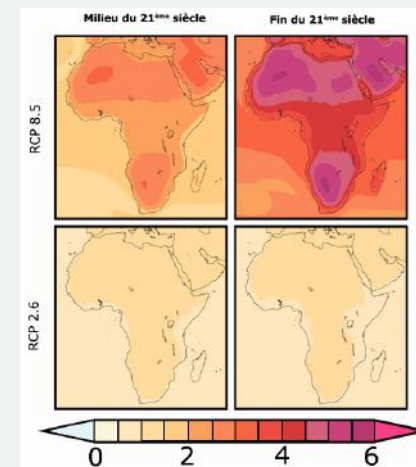 Milieu du 21ème siècle
Fin du 21ème siècle
RCP 8.5
RCP 2.6
0 2 4 6